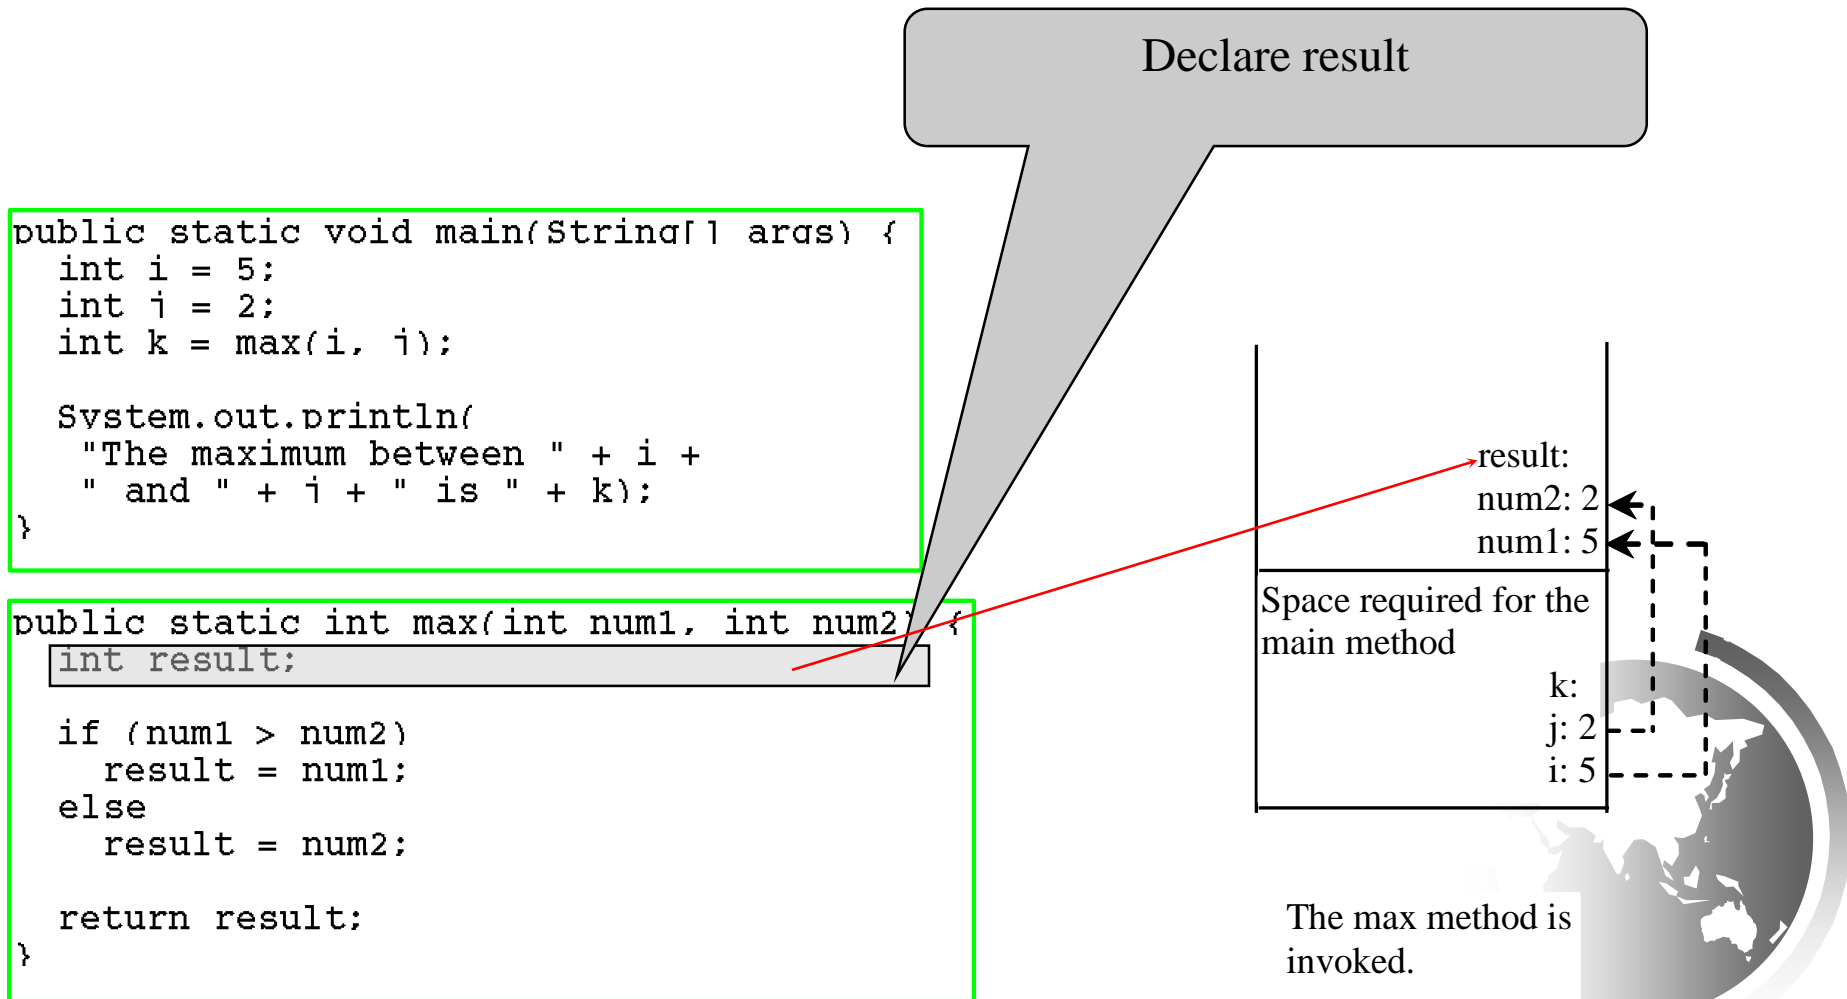 Declare result
public static void main(String[] args) {
int i = 5;
int j = 2;
int k = max(i, j);
System.out.println(
"The maximum between " + i +
" and " + j + " is " + k);
}
public static int max(int num1, int num2) {
int result;
if (num1 > num2)
result = num1;
else
result = num2;
return result;
}
result:
num2: 2
num1: 5
Space required for the
main method
k:
j: 2
i: 5
The max method is
invoked.